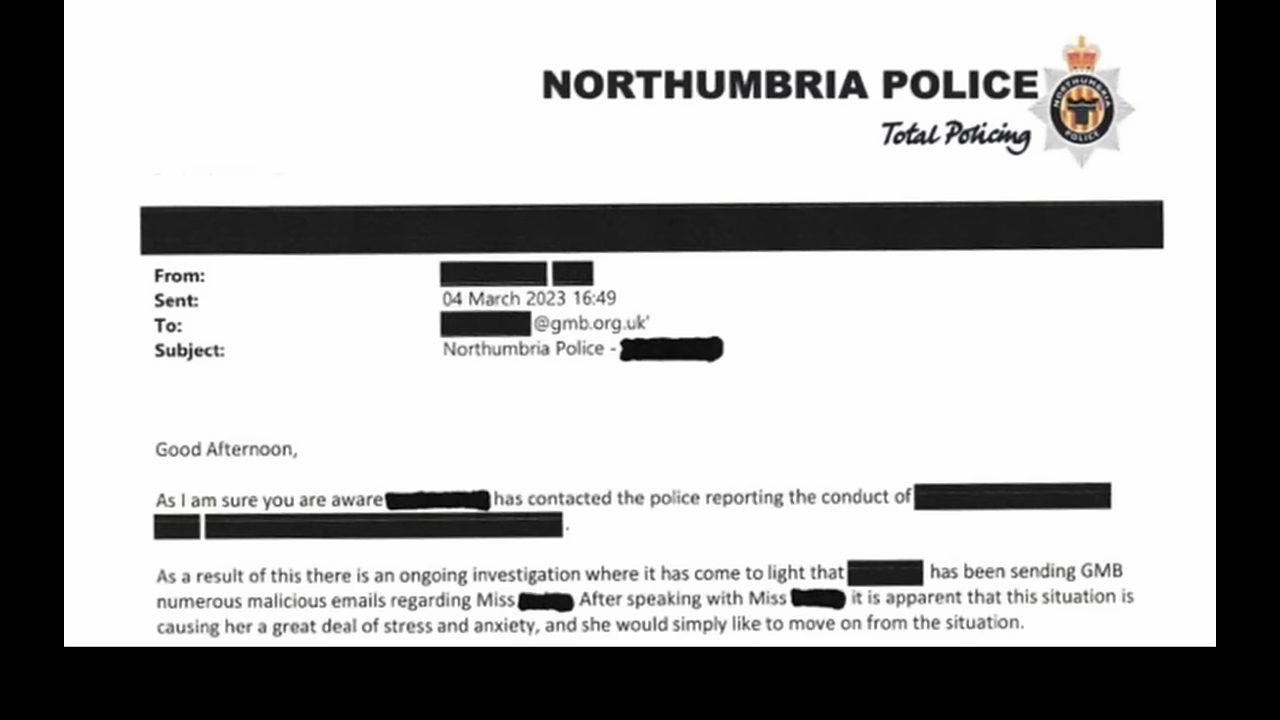 NORTHUMBRIA POLICE
Total Policing
NORTHUMBRIA
POLICE
From:
Sent: 04 March 2023 16:49
To: @gmb.org.uk'
Subject: Northumbria Police -
Good Afternoon,
As I am sure you are aware has contacted the police reporting the conduct of
.
As a result of this there is an ongoing investigation where it has come to light that has been sending GMB
numerous malicious emails regarding Miss After speaking with Miss it is apparent that this situation is
causing her a great deal of stress and anxiety, and she would simply like to move on from the situation.